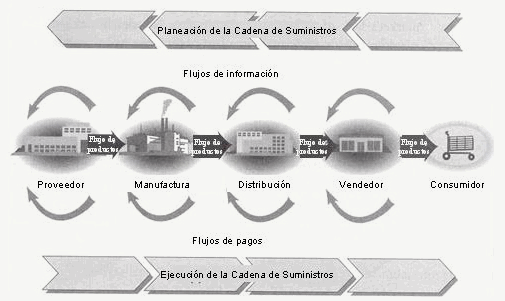 Planeación de la Cadena de Suministros
Flujos de información
Flujo de
productos
Flujo de
productos
Flujo de
productos
Flujo de
productos
Proveedor
Manufactura
Distribución
Vendedor
Consumidor
Flujos de pagos
Ejecución de la Cadena de Suministros